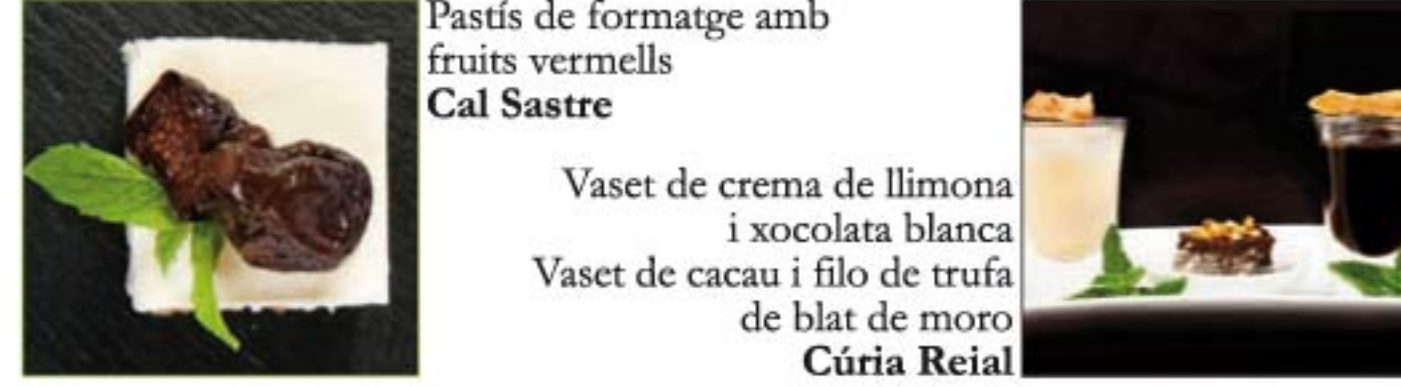 Pastís de formatge amb
fruits vermells
Cal Sastre
Vaset de crema de llimona
i xocolata blanca
Vaset de cacau i filo de trufa
de blat de moro
Cúria Reial